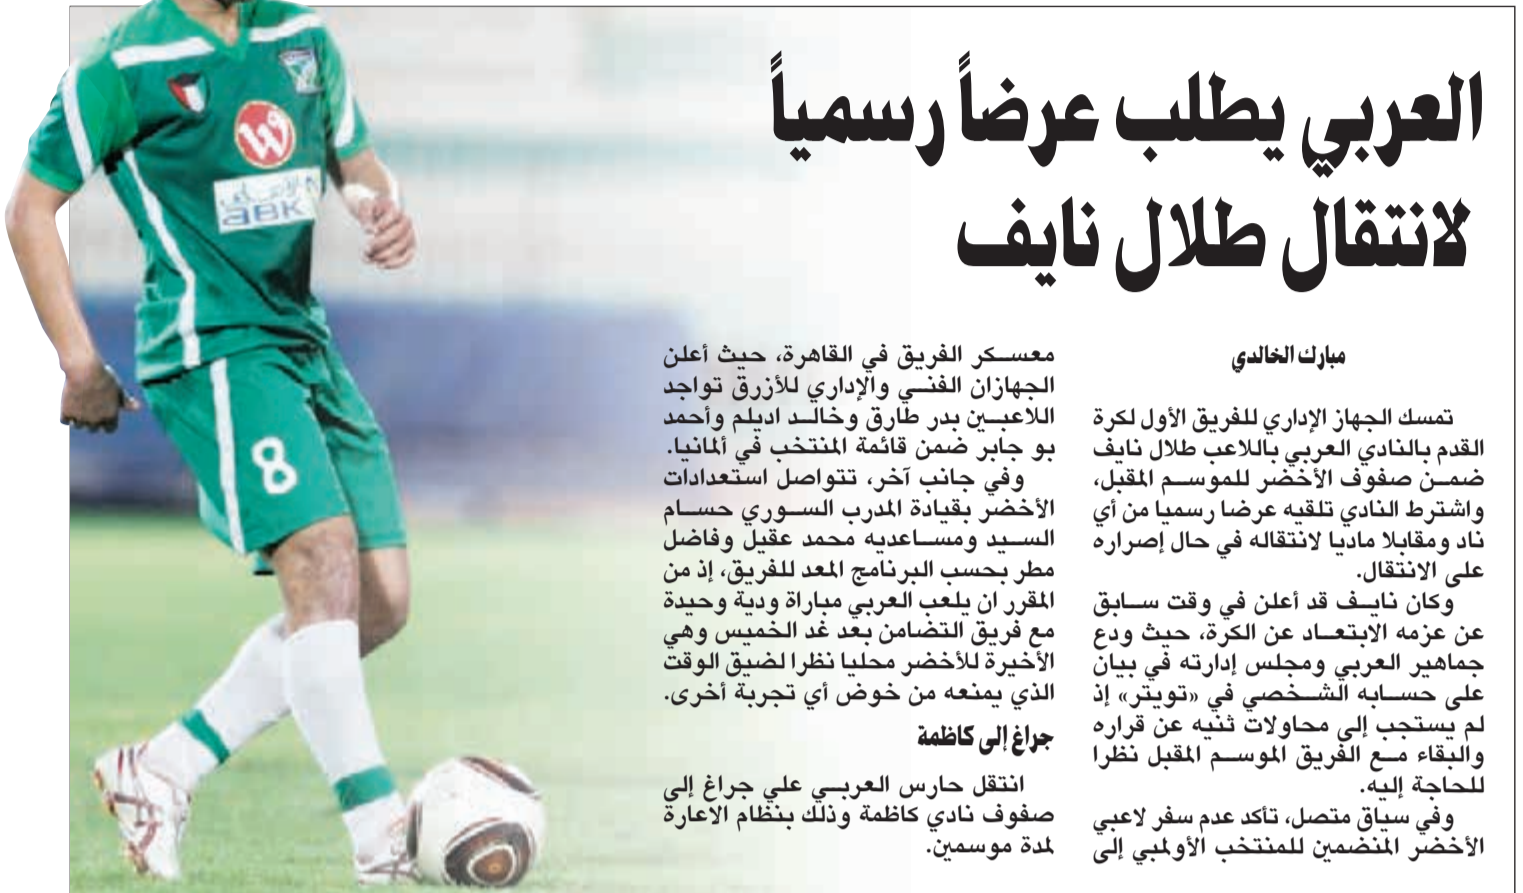 العربي يطلب عرضاً رسمياً
لانتقال طلال نايف
مبارك الخالدي
تمسك الجهاز الإداري للفريق الأول لكرة
القدم بالنادي العربي باللاعب طلال نايف
ضمن صفوف الأخضر للموسم المقبل،
واشترط النادي تلقيه عرضا رسميا من أي
ناد ومقابلا ماديا لانتقاله في حال إصراره
على الانتقال.
وكان نايف قد أعلن في وقت سابق
عن عزمه الابتعاد عن الكرة، حيث ودع
جماهير العربي ومجلس إدارته في بيان
على حسابه الشخصي في «تويتر» إذ
لم يستجب إلى محاولات ثنيه عن قراره
والبقاء مع الفريق الموسم المقبل نظرا
للحاجة إليه.
وفي سياق متصل، تأكد عدم سفر لاعبي
الأخضر المنضمين للمنتخب الأولمبي إلى
معسكر الفريق في القاهرة، حيث أعلن
الجهازان الفني والإداري للأزرق تواجد
اللاعبين بدر طارق وخالد اديلم وأحمد
بو جابر ضمن قائمة المنتخب في ألمانيا.
وفي جانب آخر، تتواصل استعدادات
الأخضر بقيادة المدرب السوري حسام
السيد ومساعديه محمد عقيل وفاضل
مطر بحسب البرنامج المعد للفريق، إذ من
المقرر ان يلعب العربي مباراة ودية وحيدة
مع فريق التضامن بعد غد الخميس وهي
الأخيرة للأخضر محليا نظرا لضيق الوقت
الذي يمنعه من خوض أي تجربة أخرى.
جراغ إلى كاظمة
انتقل حارس العربي علي جراغ إلى
صفوف نادي كاظمة وذلك بنظام الاعارة
لمدة موسمين.
ABK
8